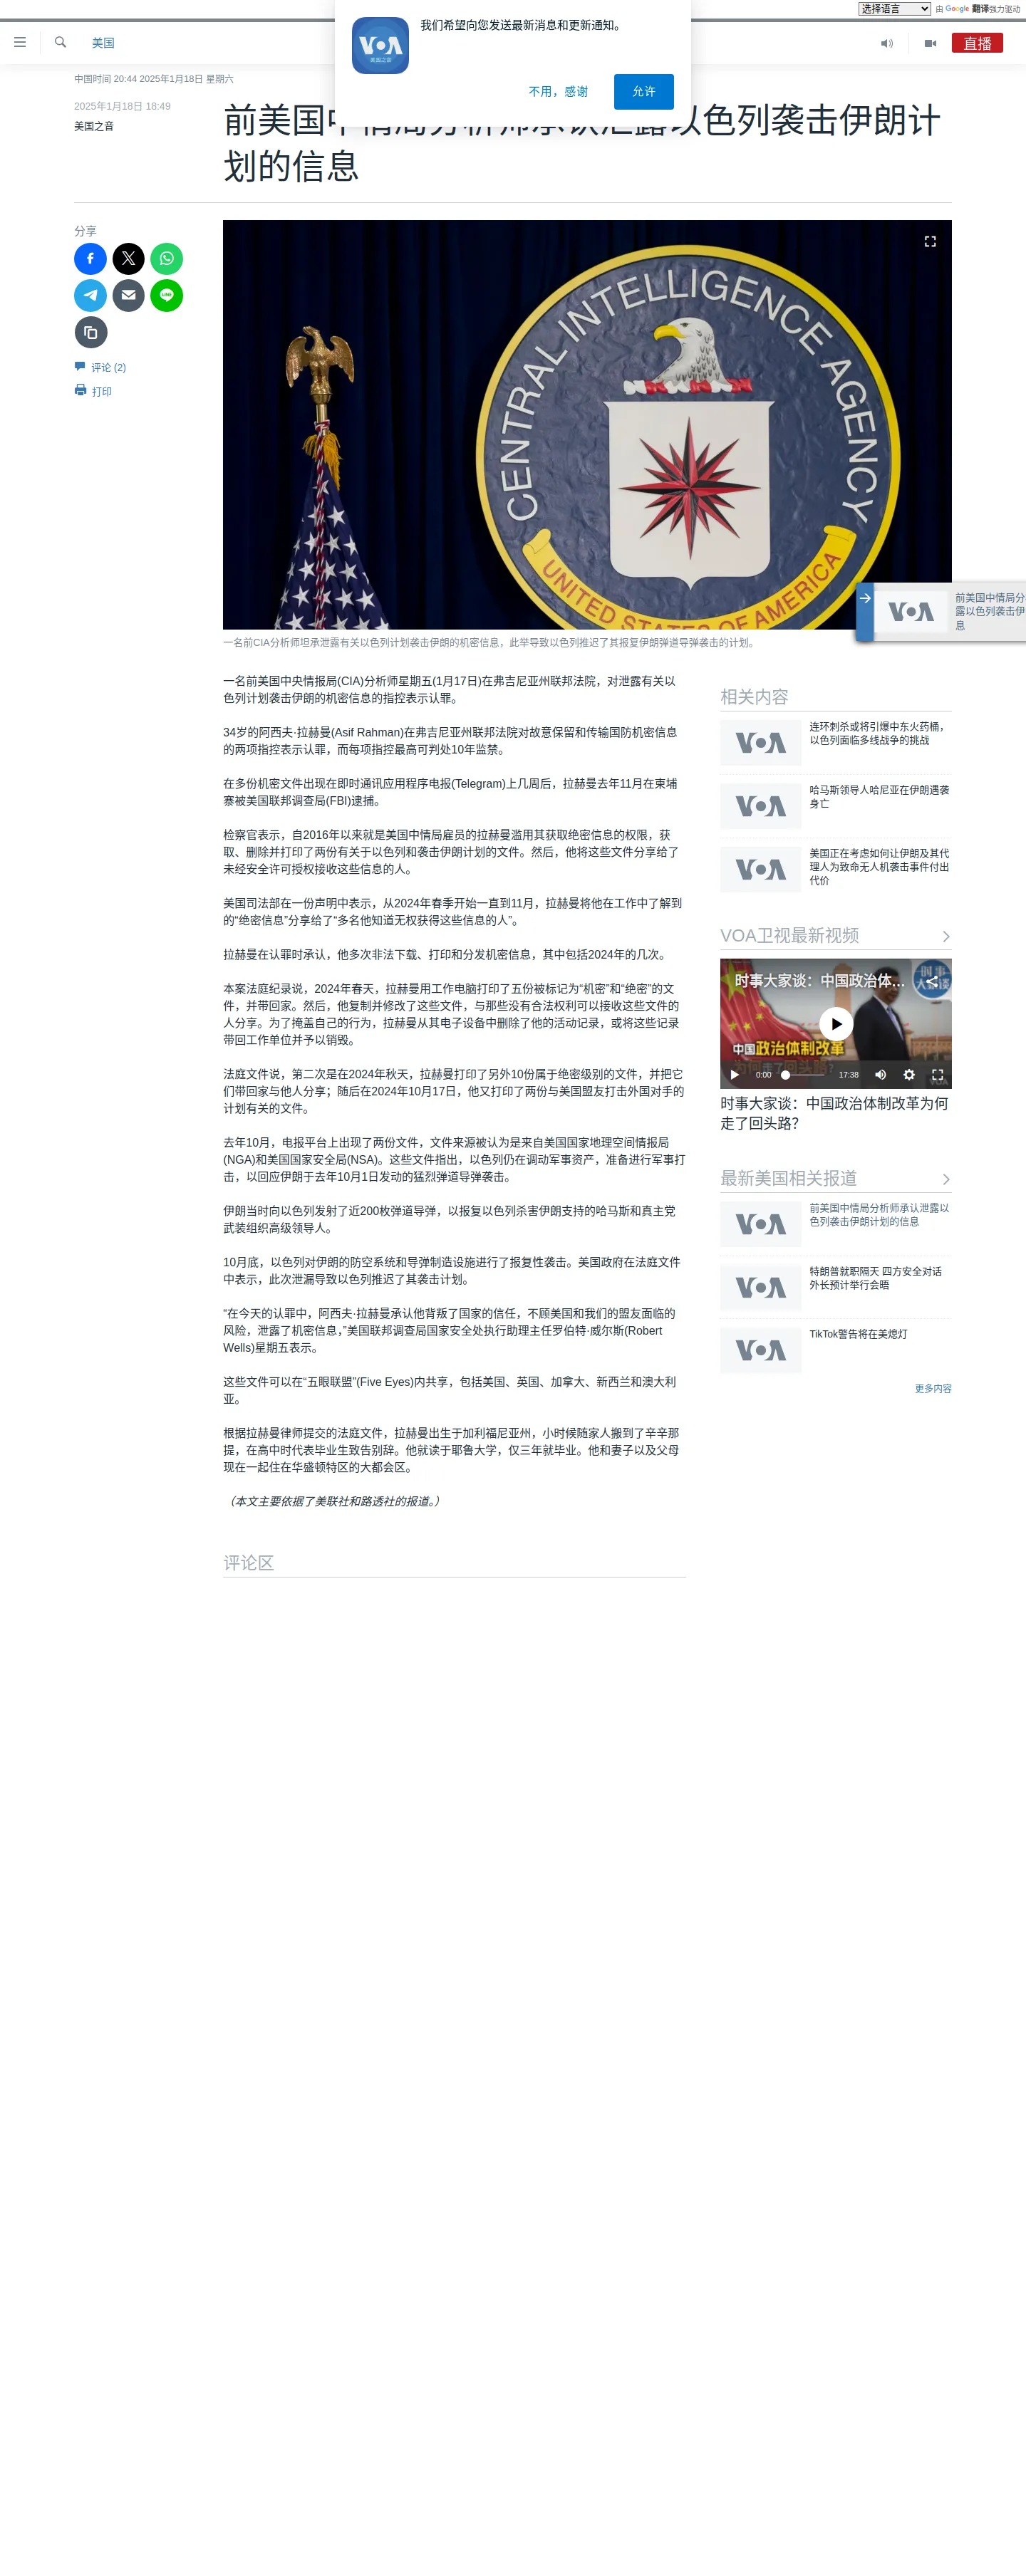 选择语言
由 Google 翻译强力驱动
我们希望向您发送最新消息和更新通知。
VOA
美国之音
不用，感谢
允许
美国
直播
中国时间 20:44 2025年1月18日 星期六
2025年1月18日 18:49
美国之音
以色列袭击伊朗计
划的信息
分享
LINE
评论 (2)
打印
CENTRAL INTELLIGENCE AGENCY
UNITED STATES OF AMERICA
VOA
前美国中情局分
露以色列袭击伊
息
一名前CIA分析师坦承泄露有关以色列计划袭击伊朗的机密信息，此举导致以色列推迟了其报复伊朗弹道导弹袭击的计划。
一名前美国中央情报局(CIA)分析师星期五(1月17日)在弗吉尼亚州联邦法院，对泄露有关以
色列计划袭击伊朗的机密信息的指控表示认罪。
34岁的阿西夫·拉赫曼(Asif Rahman)在弗吉尼亚州联邦法院对故意保留和传输国防机密信息
的两项指控表示认罪，而每项指控最高可判处10年监禁。
在多份机密文件出现在即时通讯应用程序电报(Telegram)上几周后，拉赫曼去年11月在柬埔
寨被美国联邦调查局(FBI)逮捕。
检察官表示，自2016年以来就是美国中情局雇员的拉赫曼滥用其获取绝密信息的权限，获
取、删除并打印了两份有关于以色列和袭击伊朗计划的文件。然后，他将这些文件分享给了
未经安全许可授权接收这些信息的人。
美国司法部在一份声明中表示，从2024年春季开始一直到11月，拉赫曼将他在工作中了解到
的“绝密信息”分享给了“多名他知道无权获得这些信息的人”。
拉赫曼在认罪时承认，他多次非法下载、打印和分发机密信息，其中包括2024年的几次。
本案法庭纪录说，2024年春天，拉赫曼用工作电脑打印了五份被标记为“机密”和“绝密”的文
件，并带回家。然后，他复制并修改了这些文件，与那些没有合法权利可以接收这些文件的
人分享。为了掩盖自己的行为，拉赫曼从其电子设备中删除了他的活动记录，或将这些记录
带回工作单位并予以销毁。
法庭文件说，第二次是在2024年秋天，拉赫曼打印了另外10份属于绝密级别的文件，并把它
们带回家与他人分享；随后在2024年10月17日，他又打印了两份与美国盟友打击外国对手的
计划有关的文件。
去年10月，电报平台上出现了两份文件，文件来源被认为是来自美国国家地理空间情报局
(NGA)和美国国家安全局(NSA)。这些文件指出，以色列仍在调动军事资产，准备进行军事打
击，以回应伊朗于去年10月1日发动的猛烈弹道导弹袭击。
伊朗当时向以色列发射了近200枚弹道导弹，以报复以色列杀害伊朗支持的哈马斯和真主党
武装组织高级领导人。
10月底，以色列对伊朗的防空系统和导弹制造设施进行了报复性袭击。美国政府在法庭文件
中表示，此次泄漏导致以色列推迟了其袭击计划。
“在今天的认罪中，阿西夫·拉赫曼承认他背叛了国家的信任，不顾美国和我们的盟友面临的
风险，泄露了机密信息，”美国联邦调查局国家安全处执行助理主任罗伯特·威尔斯(Robert
Wells)星期五表示。
这些文件可以在“五眼联盟”(Five Eyes)内共享，包括美国、英国、加拿大、新西兰和澳大利
亚。
根据拉赫曼律师提交的法庭文件，拉赫曼出生于加利福尼亚州，小时候随家人搬到了辛辛那
提，在高中时代表毕业生致告别辞。他就读于耶鲁大学，仅三年就毕业。他和妻子以及父母
现在一起住在华盛顿特区的大都会区。
（本文主要依据了美联社和路透社的报道。）
评论区
相关内容
VOA
连环刺杀或将引爆中东火药桶，
以色列面临多线战争的挑战
VOA
哈马斯领导人哈尼亚在伊朗遇袭
身亡
VOA
美国正在考虑如何让伊朗及其代
理人为致命无人机袭击事件付出
代价
VOA卫视最新视频
时事大家谈：中国政治体...
时事
大家谈
中国政治体制改革
0:00
17:38
时事大家谈：中国政治体制改革为何
走了回头路？
最新美国相关报道
VOA
前美国中情局分析师承认泄露以
色列袭击伊朗计划的信息
VOA
特朗普就职隔天 四方安全对话
外长预计举行会晤
VOA
TikTok警告将在美熄灯
更多内容